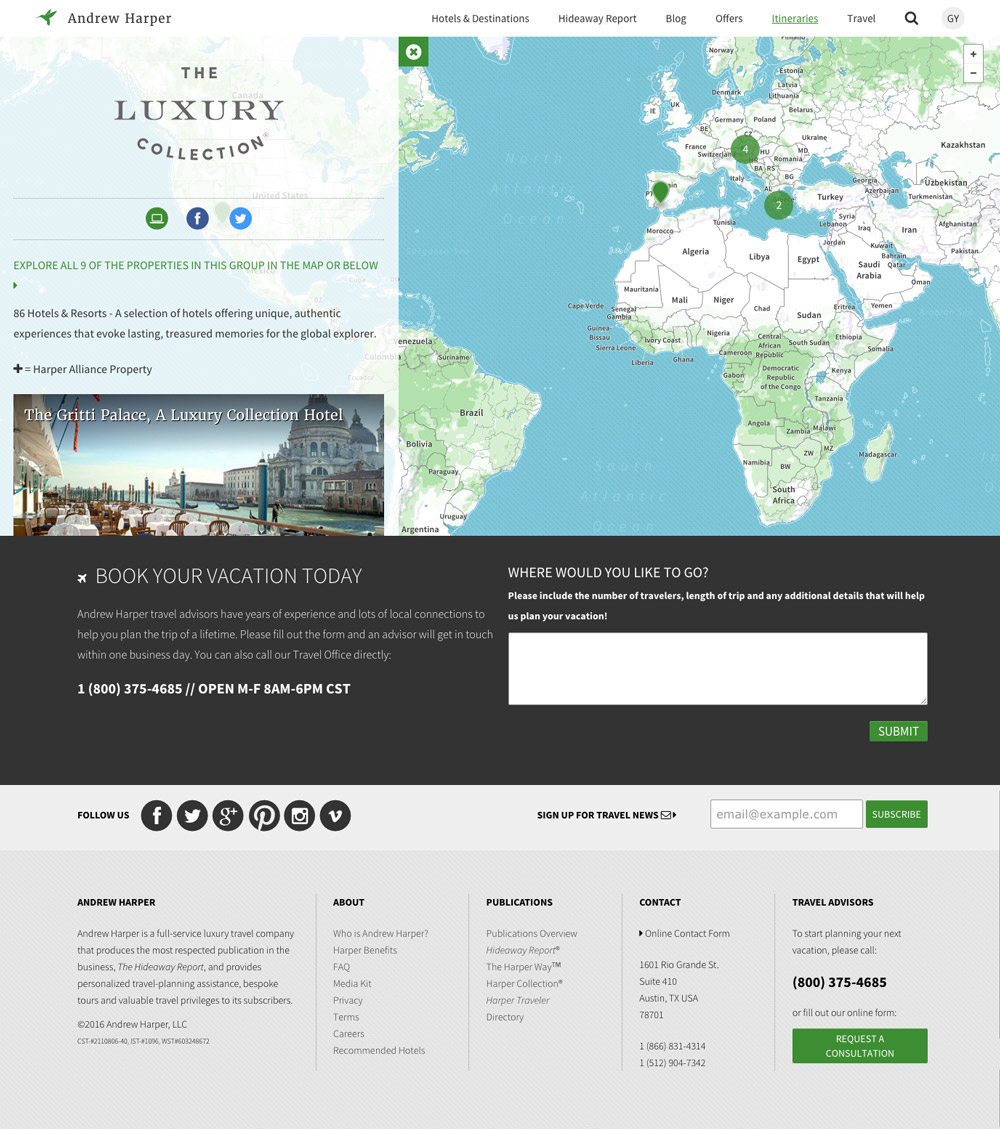 Andrew Harper
Hotels & Destinations
Hideaway Report
Blog
Offers
Itineraries
Travel
GY
THE
LUXURY
COLLECTION®
Canada
United States
EXPLORE ALL 9 OF THE PROPERTIES IN THIS GROUP IN THE MAP OR BELOW
86 Hotels & Resorts - A selection of hotels offering unique, authentic
experiences that evoke lasting, treasured memories for the global explorer.
= Harper Alliance Property
The Gritti Palace, A Luxury Collection Hotel
+
−
Norway
Estonia
Latvia
Lithuania
Denmark
IE
UK
Belarus
Germany
Poland
BE
Ukraine
Kazakhstan
France
CZ
4
HU
MD
Switzerland
Romania
BA
RS
BG
Italy
AL
Georgia
Azerbaijan
Uzbekistan
Turkmenistan
PT
2
Turkey
Syria
Lebanon
Iraq
Iran
Afghanistan
Tunisia
Morocco
Jordan
Kuwait
Pakistan
Bahrain
Qatar
Algeria
Libya
Egypt
Saudi
Arabia
Oman
Mauritania
Mali
Niger
Chad
Sudan
Eritrea
Yemen
Cape Verde
Senegal
Gambia
Guinea-
Bissau
Sierra Leone
Liberia
Ivory Coast
Ghana
Nigeria
Cameroon
Central
African
Republic
South Sudan
Ethiopia
Somalia
Gabon
Democratic
Republic
of the Congo
Kenya
Tanzania
Angola
Zambia
Malawi
MZ
ZW
Namibia
BW
Madagascar
South
Africa
North
Atlantic
Ocean
South
Atlantic
Ocean
enezuela
Colombia
Suriname
Brazil
Bolivia
Paraguay
Uruguay
Argentina
BOOK YOUR VACATION TODAY
Andrew Harper travel advisors have years of experience and lots of local connections to
help you plan the trip of a lifetime. Please fill out the form and an advisor will get in touch
within one business day. You can also call our Travel Office directly:
1 (800) 375-4685 // OPEN M-F 8AM-6PM CST
WHERE WOULD YOU LIKE TO GO?
Please include the number of travelers, length of trip and any additional details that will help
us plan your vacation!
SUBMIT
FOLLOW US
SIGN UP FOR TRAVEL NEWS
email@example.com
SUBSCRIBE
ANDREW HARPER
Andrew Harper is a full-service luxury travel company
that produces the most respected publication in the
business, The Hideaway Report, and provides
personalized travel-planning assistance, bespoke
tours and valuable travel privileges to its subscribers.
©2016 Andrew Harper, LLC
CST-#2110806-40, IST-#1096, WST#603248672
ABOUT
Who is Andrew Harper?
Harper Benefits
FAQ
Media Kit
Privacy
Terms
Careers
Recommended Hotels
PUBLICATIONS
Publications Overview
Hideaway Report®
The Harper Way™
Harper Collection®
Harper Traveler
Directory
CONTACT
Online Contact Form
1601 Rio Grande St.
Suite 410
Austin, TX USA
78701
1 (866) 831-4314
1 (512) 904-7342
TRAVEL ADVISORS
To start planning your next
vacation, please call:
(800) 375-4685
or fill out our online form:
REQUEST A
CONSULTATION